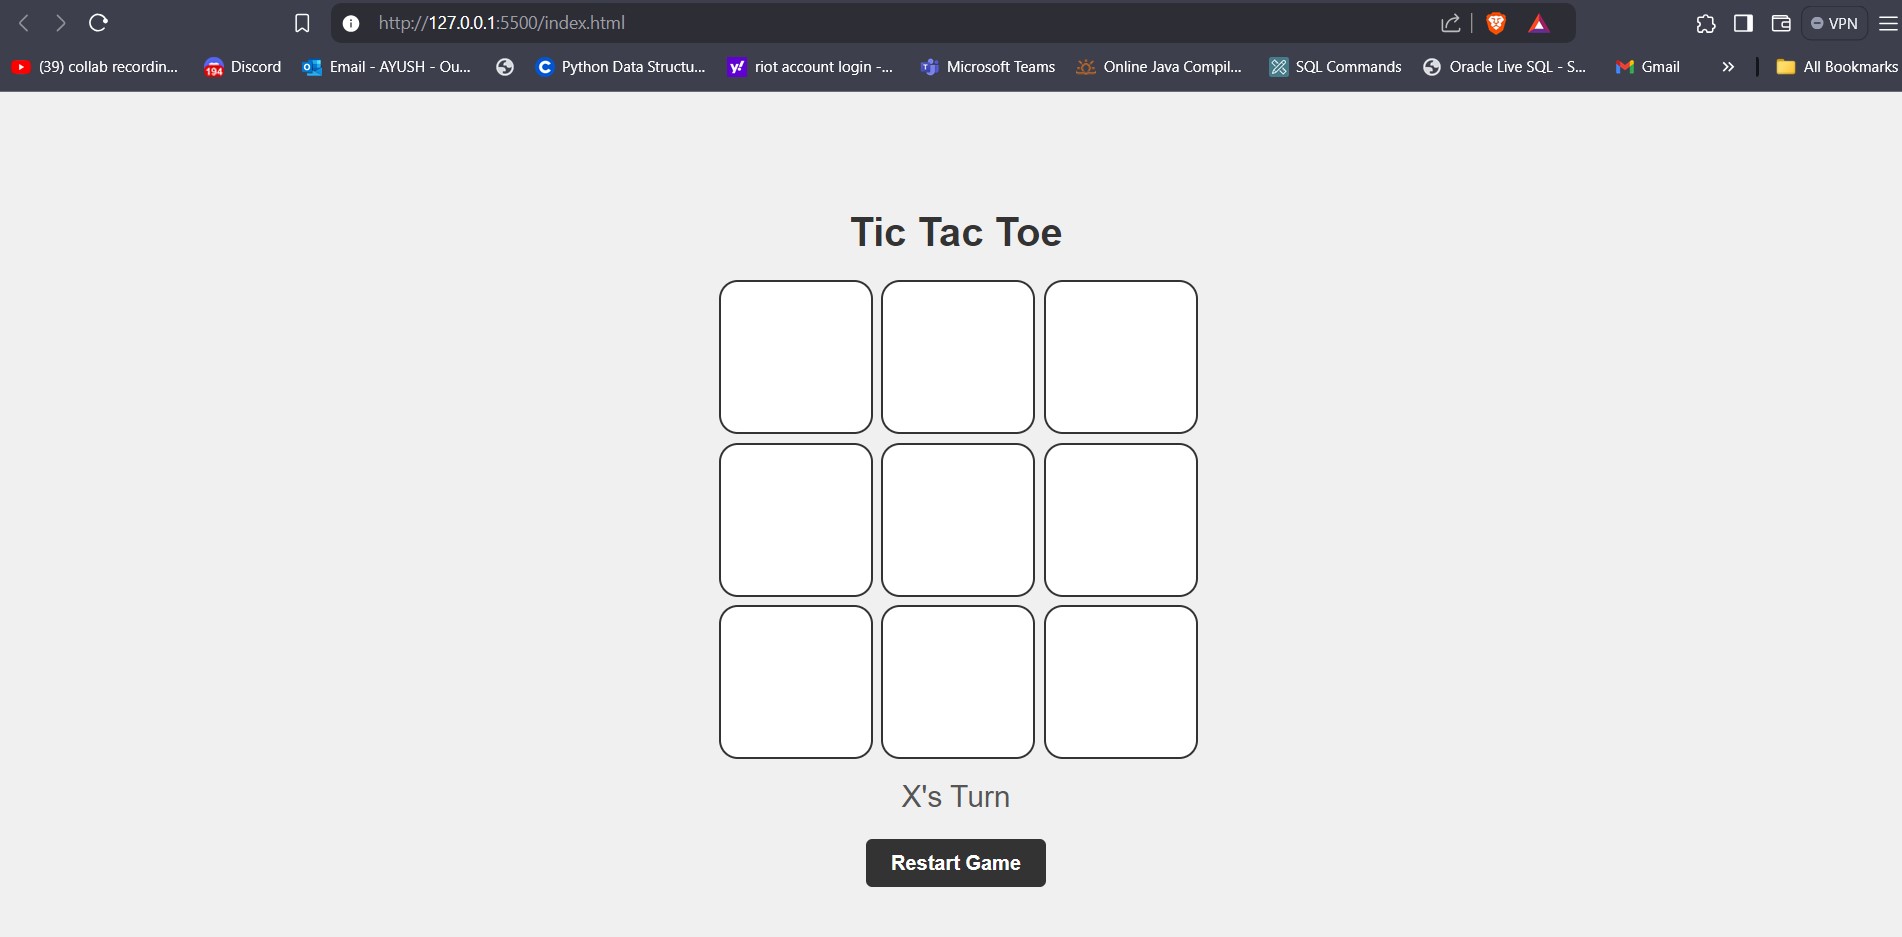 http://127.0.0.1:5500/index.html
VPN
(39) collab recordin...
194
Discord
Email - AYUSH - Ou...
Python Data Structu...
y!
riot account login -...
Microsoft Teams
Online Java Compil...
SQL Commands
Oracle Live SQL - S...
Gmail
All Bookmarks
Tic Tac Toe
X's Turn
Restart Game